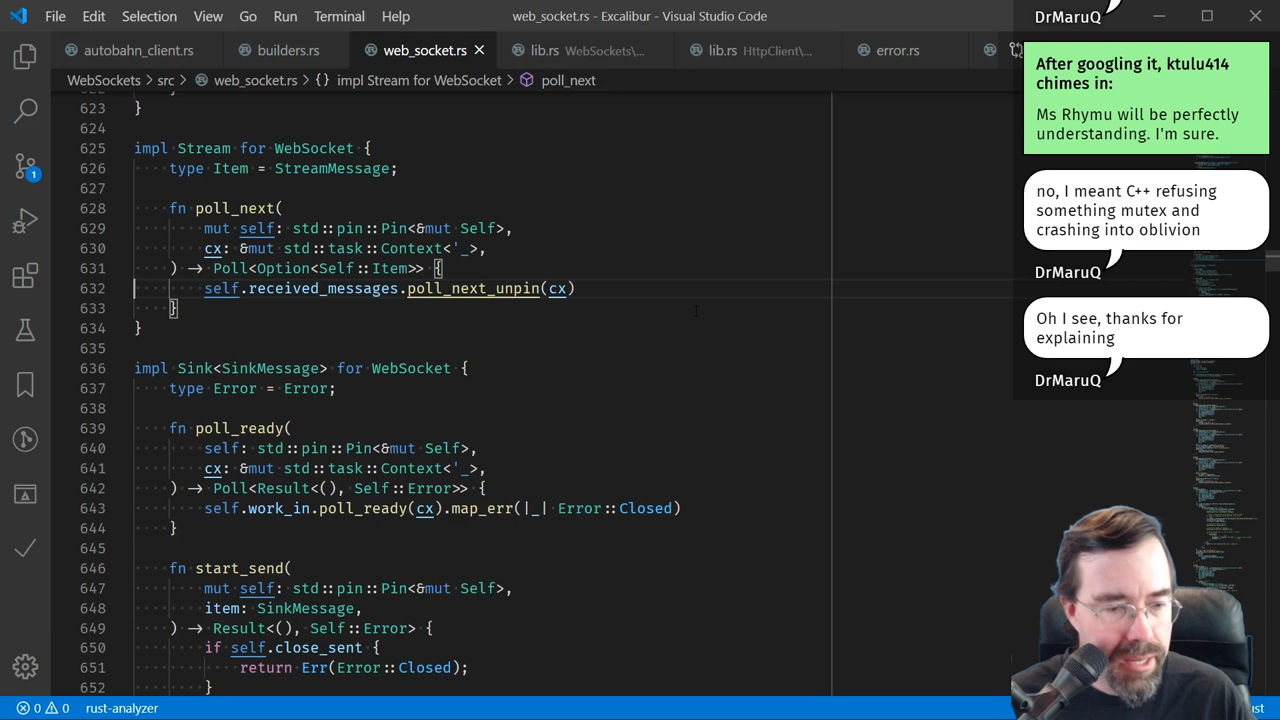 File Edit Selection View Go Run Terminal Help
web_socket.rs - Excalibur - Visual Studio Code
autobahn_client.rs builders.rs web_socket.rs lib.rs WebSockets\... lib.rs HttpClient\... error.rs
WebSockets > src > web_socket.rs > {} impl Stream for WebSocket > poll_next
623 }
624
625 impl Stream for WebSocket {
626 type Item = StreamMessage;
627
628 fn poll_next(
629 mut self: std::pin::Pin<&mut Self>,
630 cx: &mut std::task::Context<'_>,
631 ) -> Poll<Option<Self::Item>> {
632 self.received_messages.poll_next_unpin(cx)
633 }
634 }
635
636 impl Sink<SinkMessage> for WebSocket {
637 type Error = Error;
638
639 fn poll_ready(
640 self: std::pin::Pin<&mut Self>,
641 cx: &mut std::task::Context<'_>,
642 ) -> Poll<Result<(), Self::Error>> {
643 self.work_in.poll_ready(cx).map_err(|_| Error::Closed)
644 }
645
646 fn start_send(
647 mut self: std::pin::Pin<&mut Self>,
648 item: SinkMessage,
649 ) -> Result<(), Self::Error> {
650 if self.close_sent {
651 return Err(Error::Closed);
652 }
DrMaruQ
After googling it, ktulu414
chimes in:
Ms Rhymu will be perfectly
understanding. I'm sure.
no, I meant C++ refusing
something mutex and
crashing into oblivion
DrMaruQ
Oh I see, thanks for
explaining
DrMaruQ
1
0 0 rust-analyzer